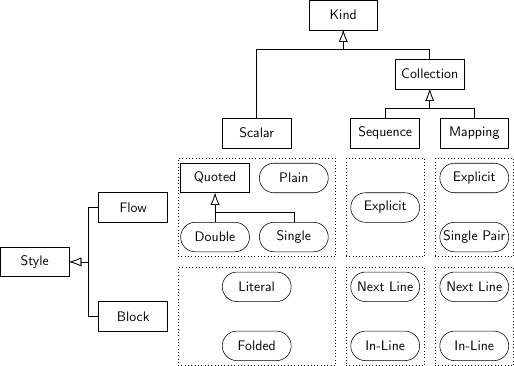 Kind
Collection
Scalar
Sequence
Mapping
Quoted
Plain
Explicit
Flow
Explicit
Double
Single
Single Pair
Style
Literal
Next Line
Next Line
Block
Folded
In-Line
In-Line